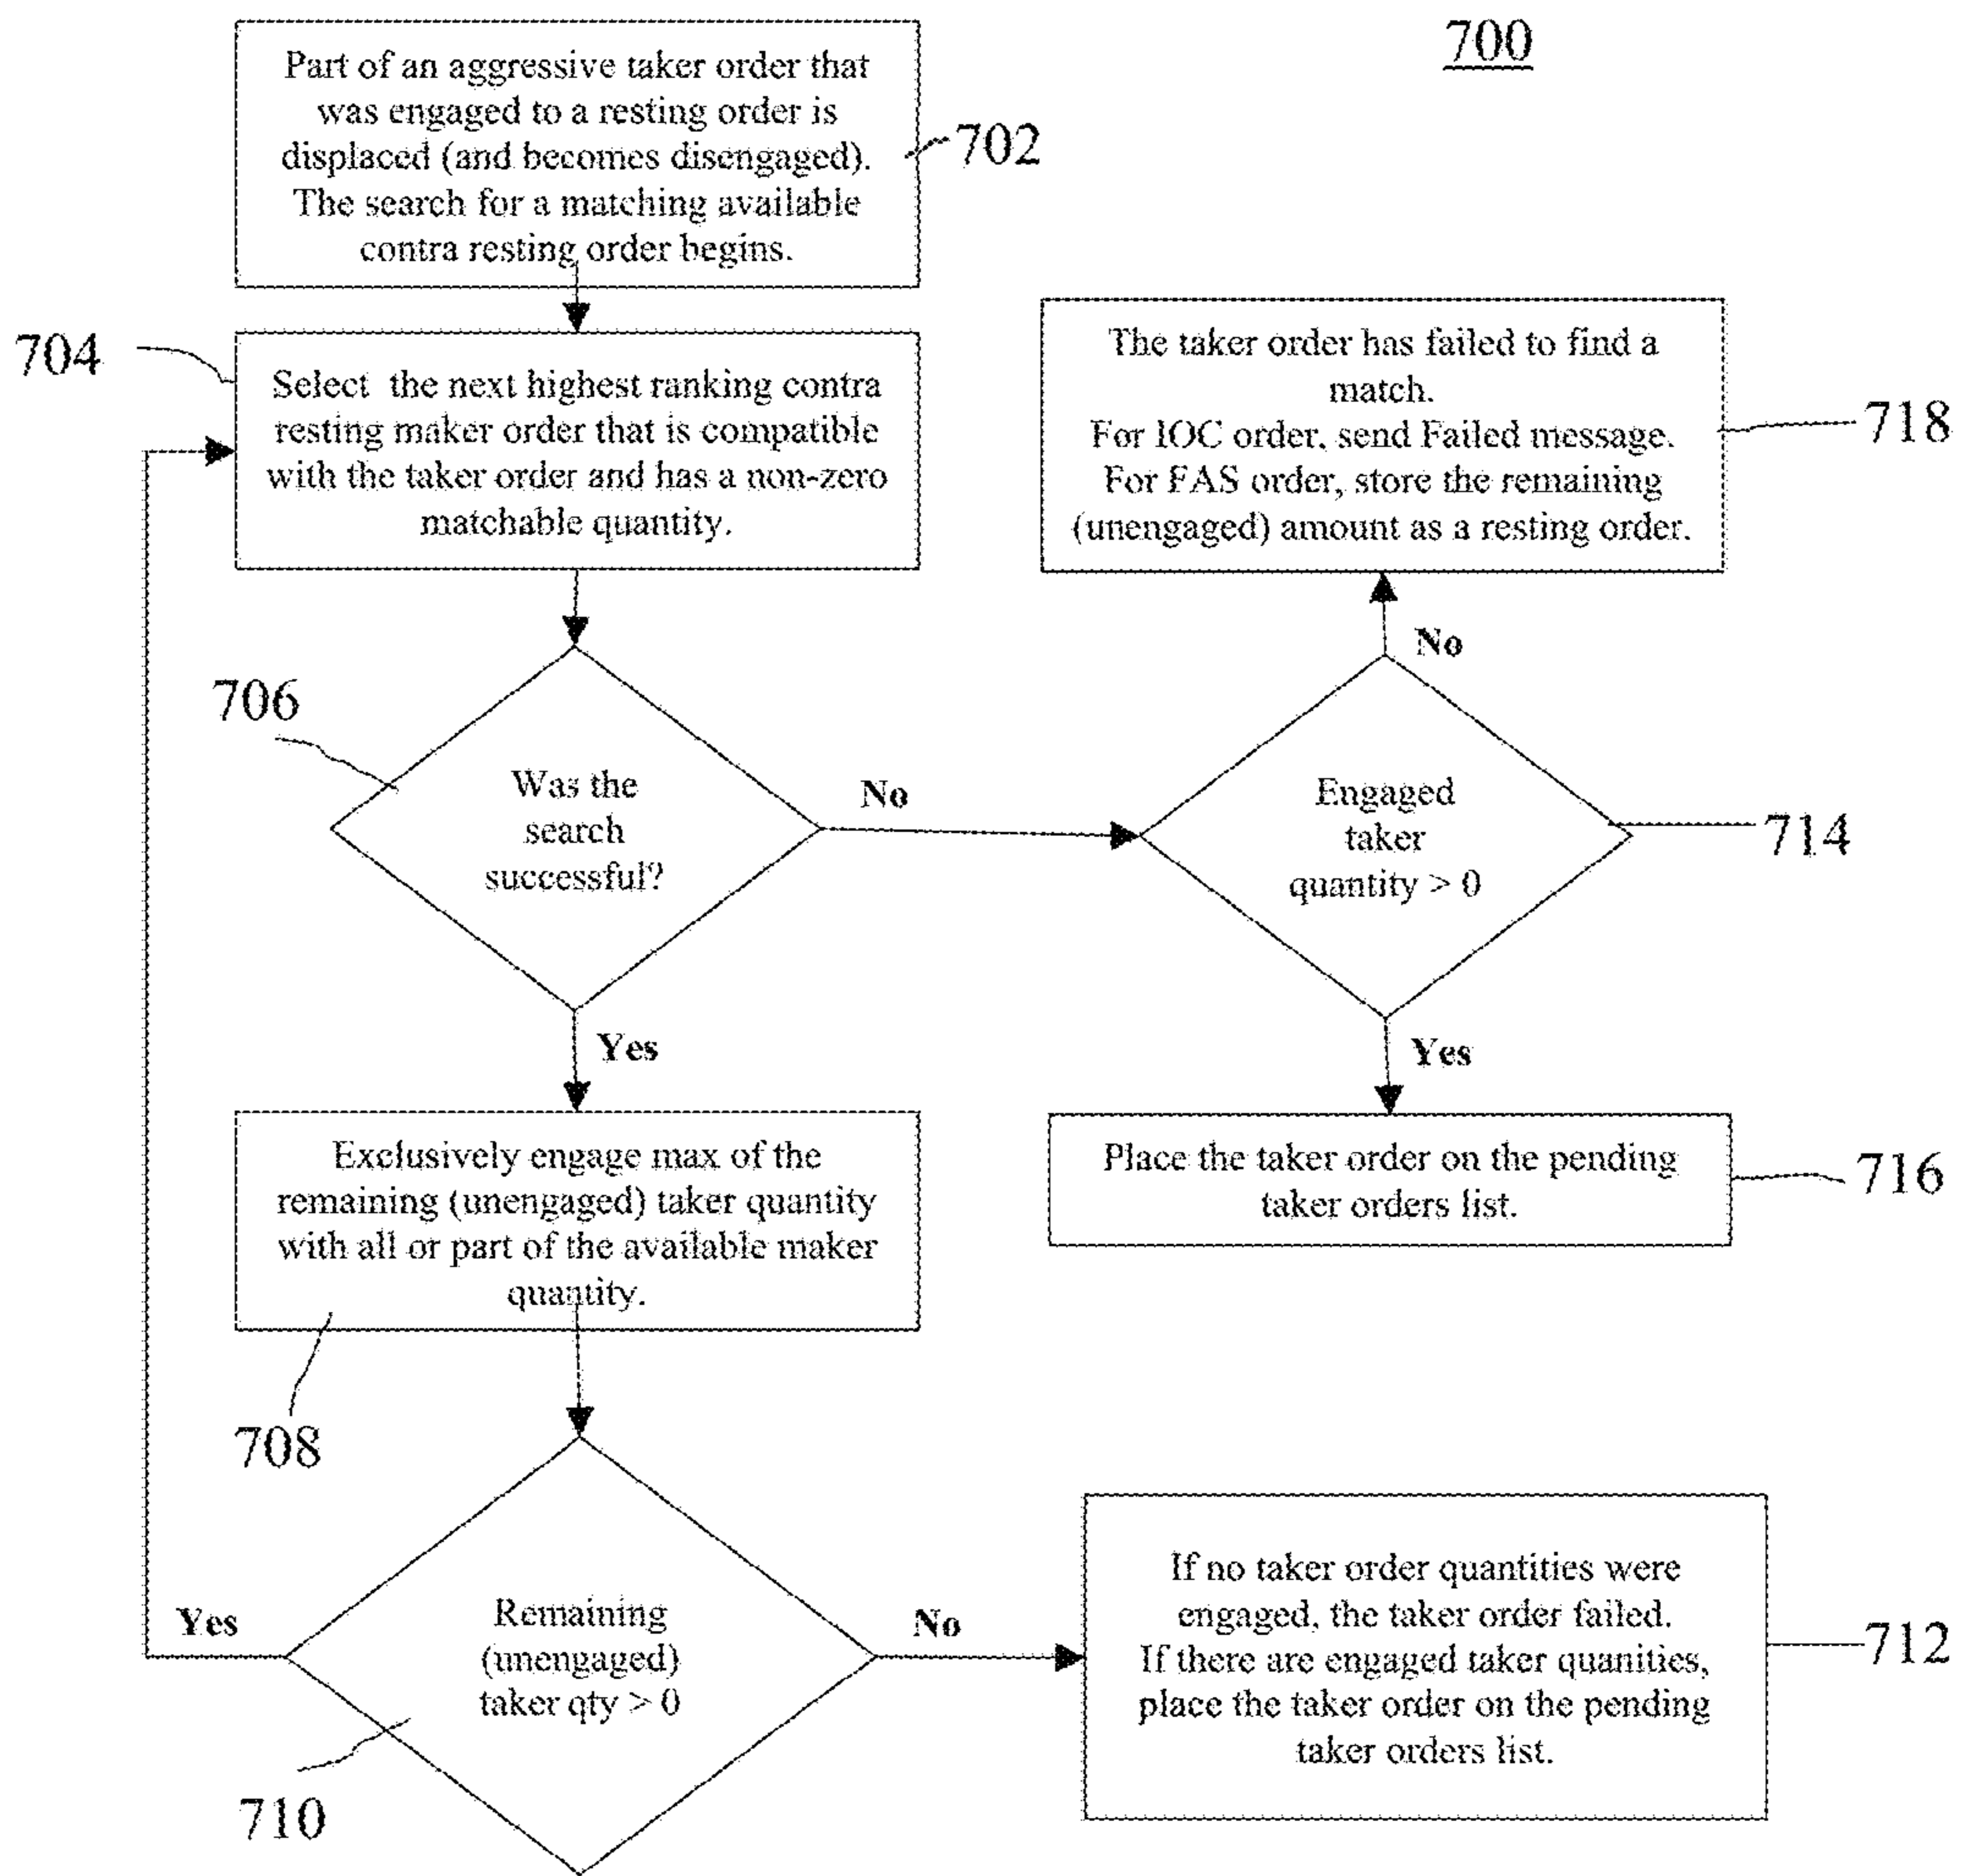 700
Part of an aggressive taker order that
was engaged to a resting order is
displaced (and becomes disengaged).
The search for a matching available
contra resting order begins.
702
704
Select the next highest ranking contra
resting maker order that is compatible
with the taker order and has a non-zero
matchable quantity.
The taker order has failed to find a
match.
For IOC order, send Failed message.
For FAS order, store the remaining
(unengaged) amount as a resting order.
718
No
706
Was the
search
successful?
No
Engaged
taker
quantity > 0
714
Yes
Yes
Exclusively engage max of the
remaining (unengaged) taker quantity
with all or part of the available maker
quantity.
708
Place the taker order on the pending
taker orders list.
716
Yes
Remaining
(unengaged)
taker qty > 0
No
710
If no taker order quantities were
engaged, the taker order failed.
If there are engaged taker quanities,
place the taker order on the pending
taker orders list.
712